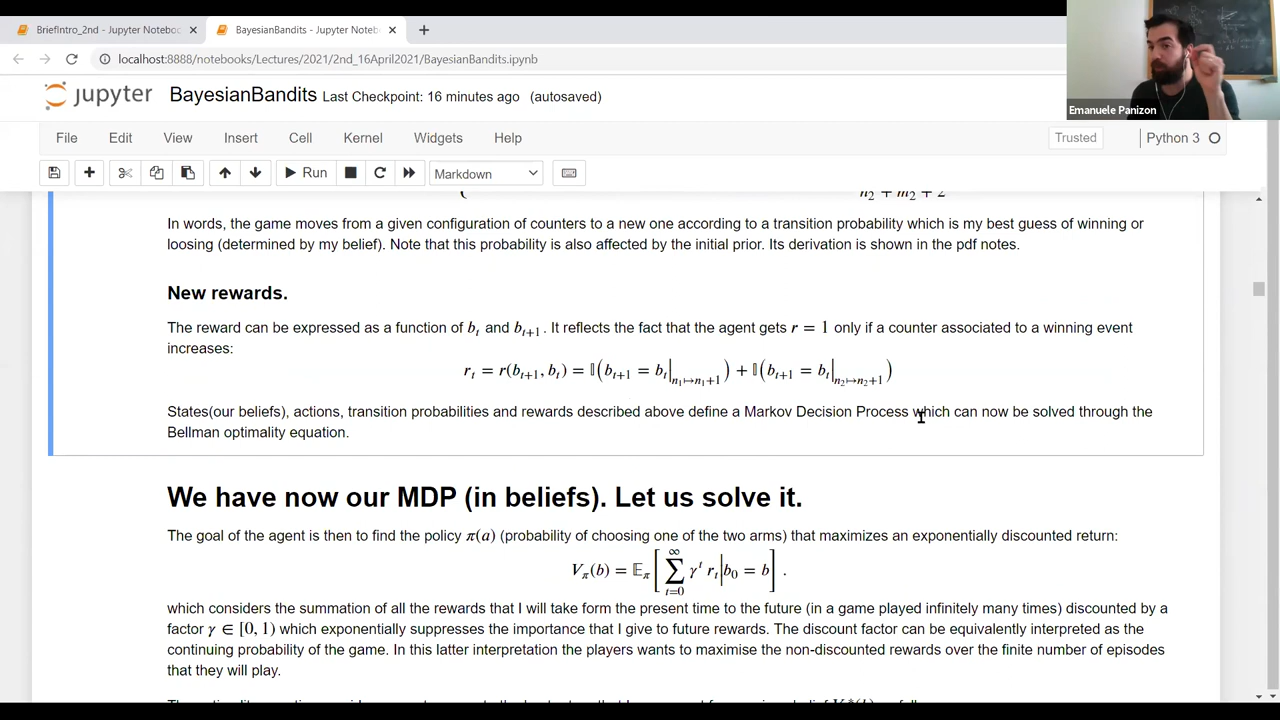 BriefIntro_2nd - Jupyter Noteboo
BayesianBandits - Jupyter Noteb
localhost:8888/notebooks/Lectures/2021/2nd_16April2021/BayesianBandits.ipynb
Emanuele Panizon
jupyter BayesianBandits Last Checkpoint: 16 minutes ago (autosaved)
File Edit View Insert Cell Kernel Widgets Help Trusted Python 3
Run Markdown
n₂ + m₂ + 2
In words, the game moves from a given configuration of counters to a new one according to a transition probability which is my best guess of winning or
loosing (determined by my belief). Note that this probability is also affected by the initial prior. Its derivation is shown in the pdf notes.
New rewards.
The reward can be expressed as a function of b_t and b_{t+1}. It reflects the fact that the agent gets r = 1 only if a counter associated to a winning event
increases:
r_t = r(b_{t+1}, b_t) = 𝕀(b_{t+1} = b_t|_{n₁↦n₁+1}) + 𝕀(b_{t+1} = b_t|_{n₂↦n₂+1})
States(our beliefs), actions, transition probabilities and rewards described above define a Markov Decision Process which can now be solved through the
Bellman optimality equation.
We have now our MDP (in beliefs). Let us solve it.
The goal of the agent is then to find the policy π(a) (probability of choosing one of the two arms) that maximizes an exponentially discounted return:
V_π(b) = 𝔼_π[∑_{t=0}^{∞} γ^t r_t|b₀ = b] .
which considers the summation of all the rewards that I will take form the present time to the future (in a game played infinitely many times) discounted by a
factor γ ∈ [0, 1) which exponentially suppresses the importance that I give to future rewards. The discount factor can be equivalently interpreted as the
continuing probability of the game. In this latter interpretation the players wants to maximise the non-discounted rewards over the finite number of episodes
that they will play.